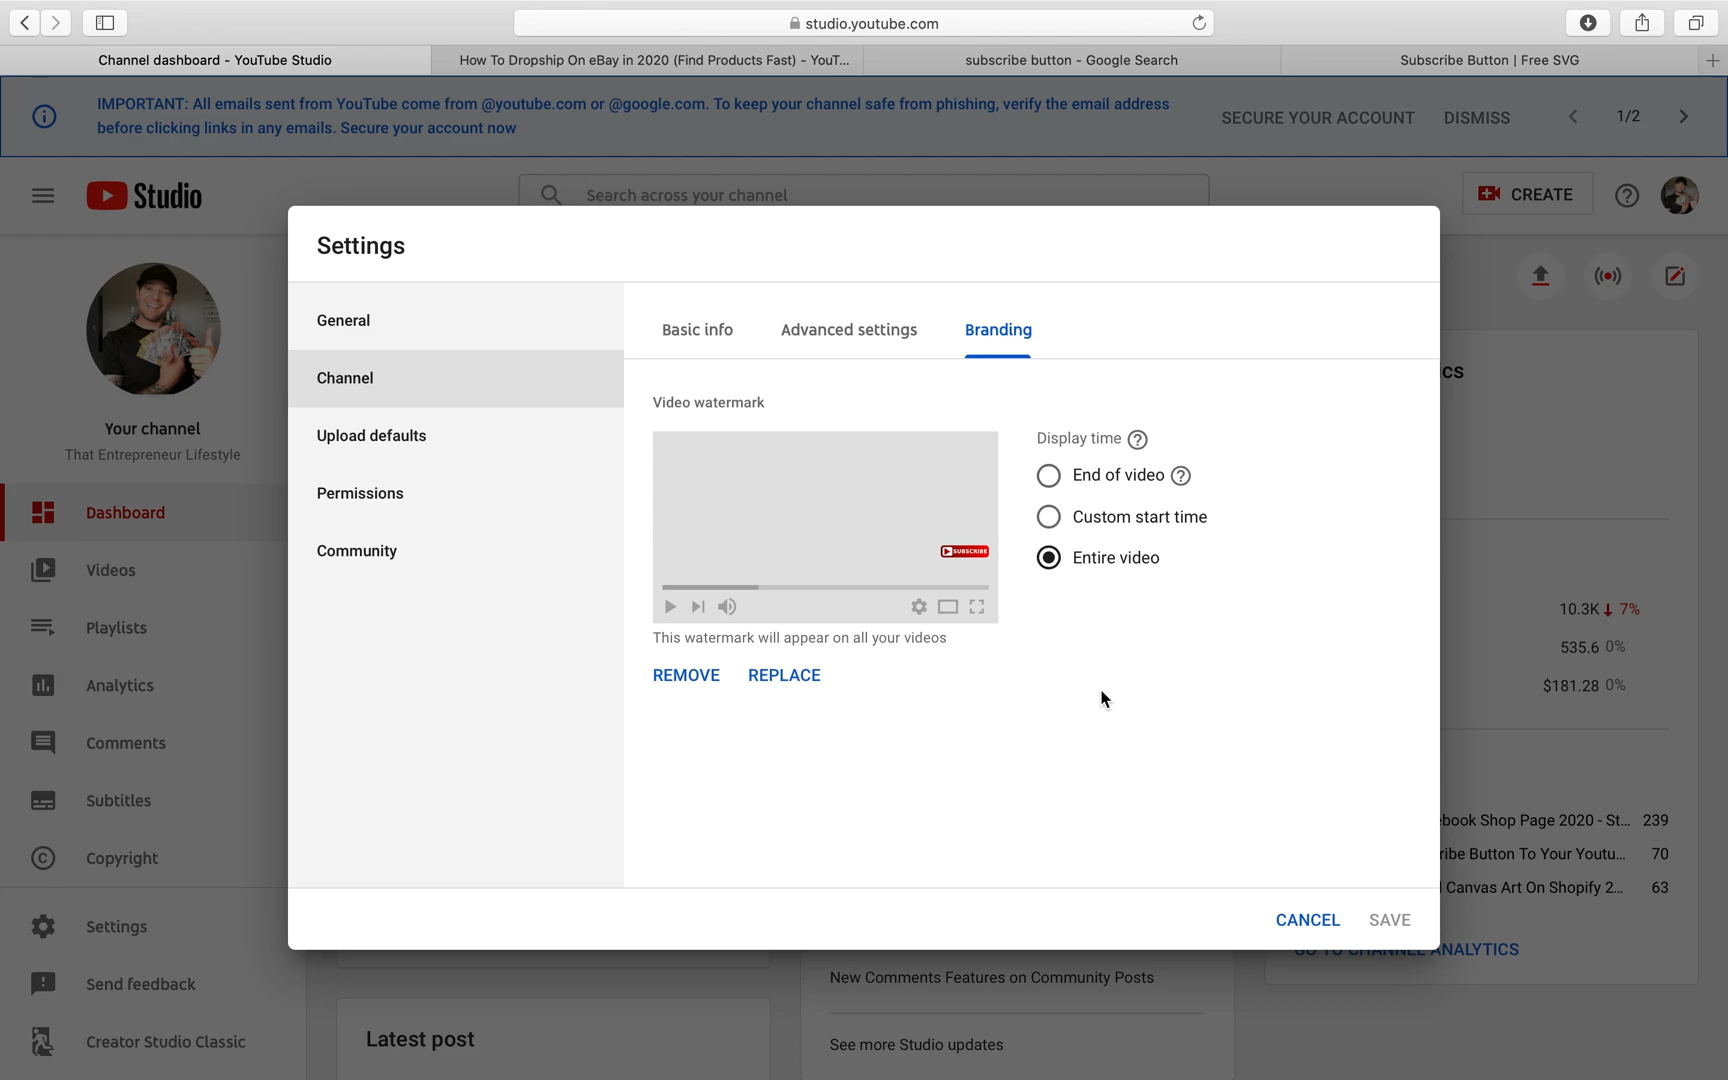 studio.youtube.com
Channel dashboard - YouTube Studio
How To Dropship On eBay in 2020 (Find Products Fast) - YouT...
subscribe button - Google Search
Subscribe Button | Free SVG
IMPORTANT: All emails sent from YouTube come from @youtube.com or @google.com. To keep your channel safe from phishing, verify the email address
before clicking links in any emails. Secure your account now
SECURE YOUR ACCOUNT
DISMISS
1/2
Studio
Search across your channel
CREATE
Your channel
That Entrepreneur Lifestyle
Dashboard
Videos
Playlists
Analytics
Comments
Subtitles
Copyright
Settings
Send feedback
Creator Studio Classic
Settings
General
Channel
Upload defaults
Permissions
Community
Basic info
Advanced settings
Branding
Video watermark
SUBSCRIBE
This watermark will appear on all your videos
REMOVE
REPLACE
Display time
End of video
Custom start time
Entire video
CANCEL
SAVE
cs
10.3K 7%
535.6 0%
$181.28 0%
book Shop Page 2020 - St... 239
ribe Button To Your Youtu... 70
Canvas Art On Shopify 2... 63
GO TO CHANNEL ANALYTICS
New Comments Features on Community Posts
See more Studio updates
Latest post